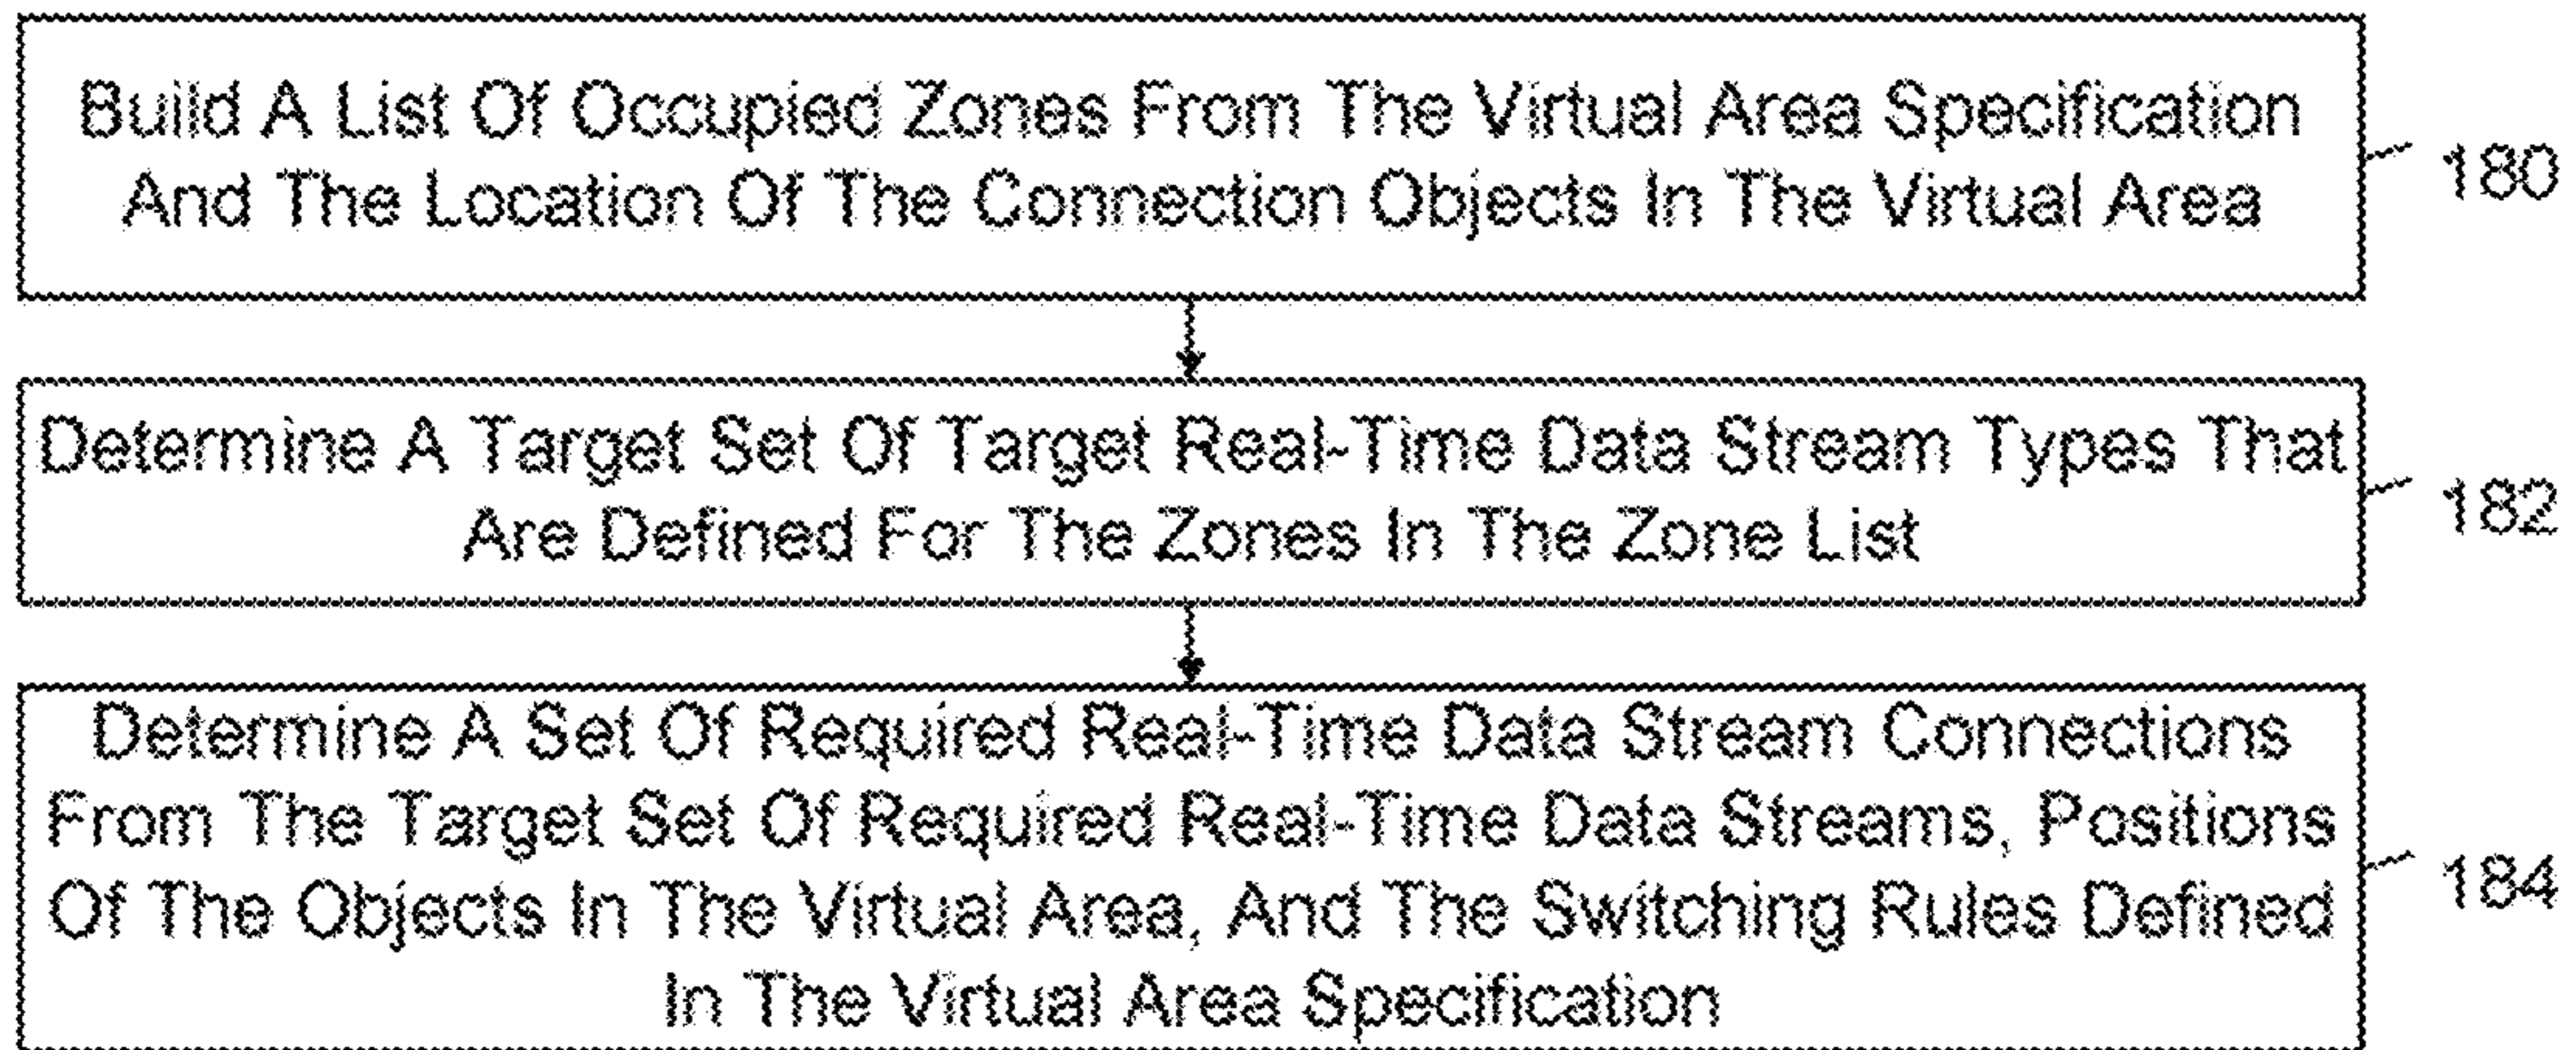 Build A List Of Occupied Zones From The Virtual Area Specification
And The Location Of The Connection Objects In The Virtual Area
180
Determine A Target Set Of Target Real-Time Data Stream Types That
Are Defined For The Zones In The Zone List
182
Determine A Set Of Required Real-Time Data Stream Connections
From The Target Set Of Required Real-Time Data Streams, Positions
Of The Objects In The Virtual Area, And The Switching Rules Defined
In The Virtual Area Specification
184